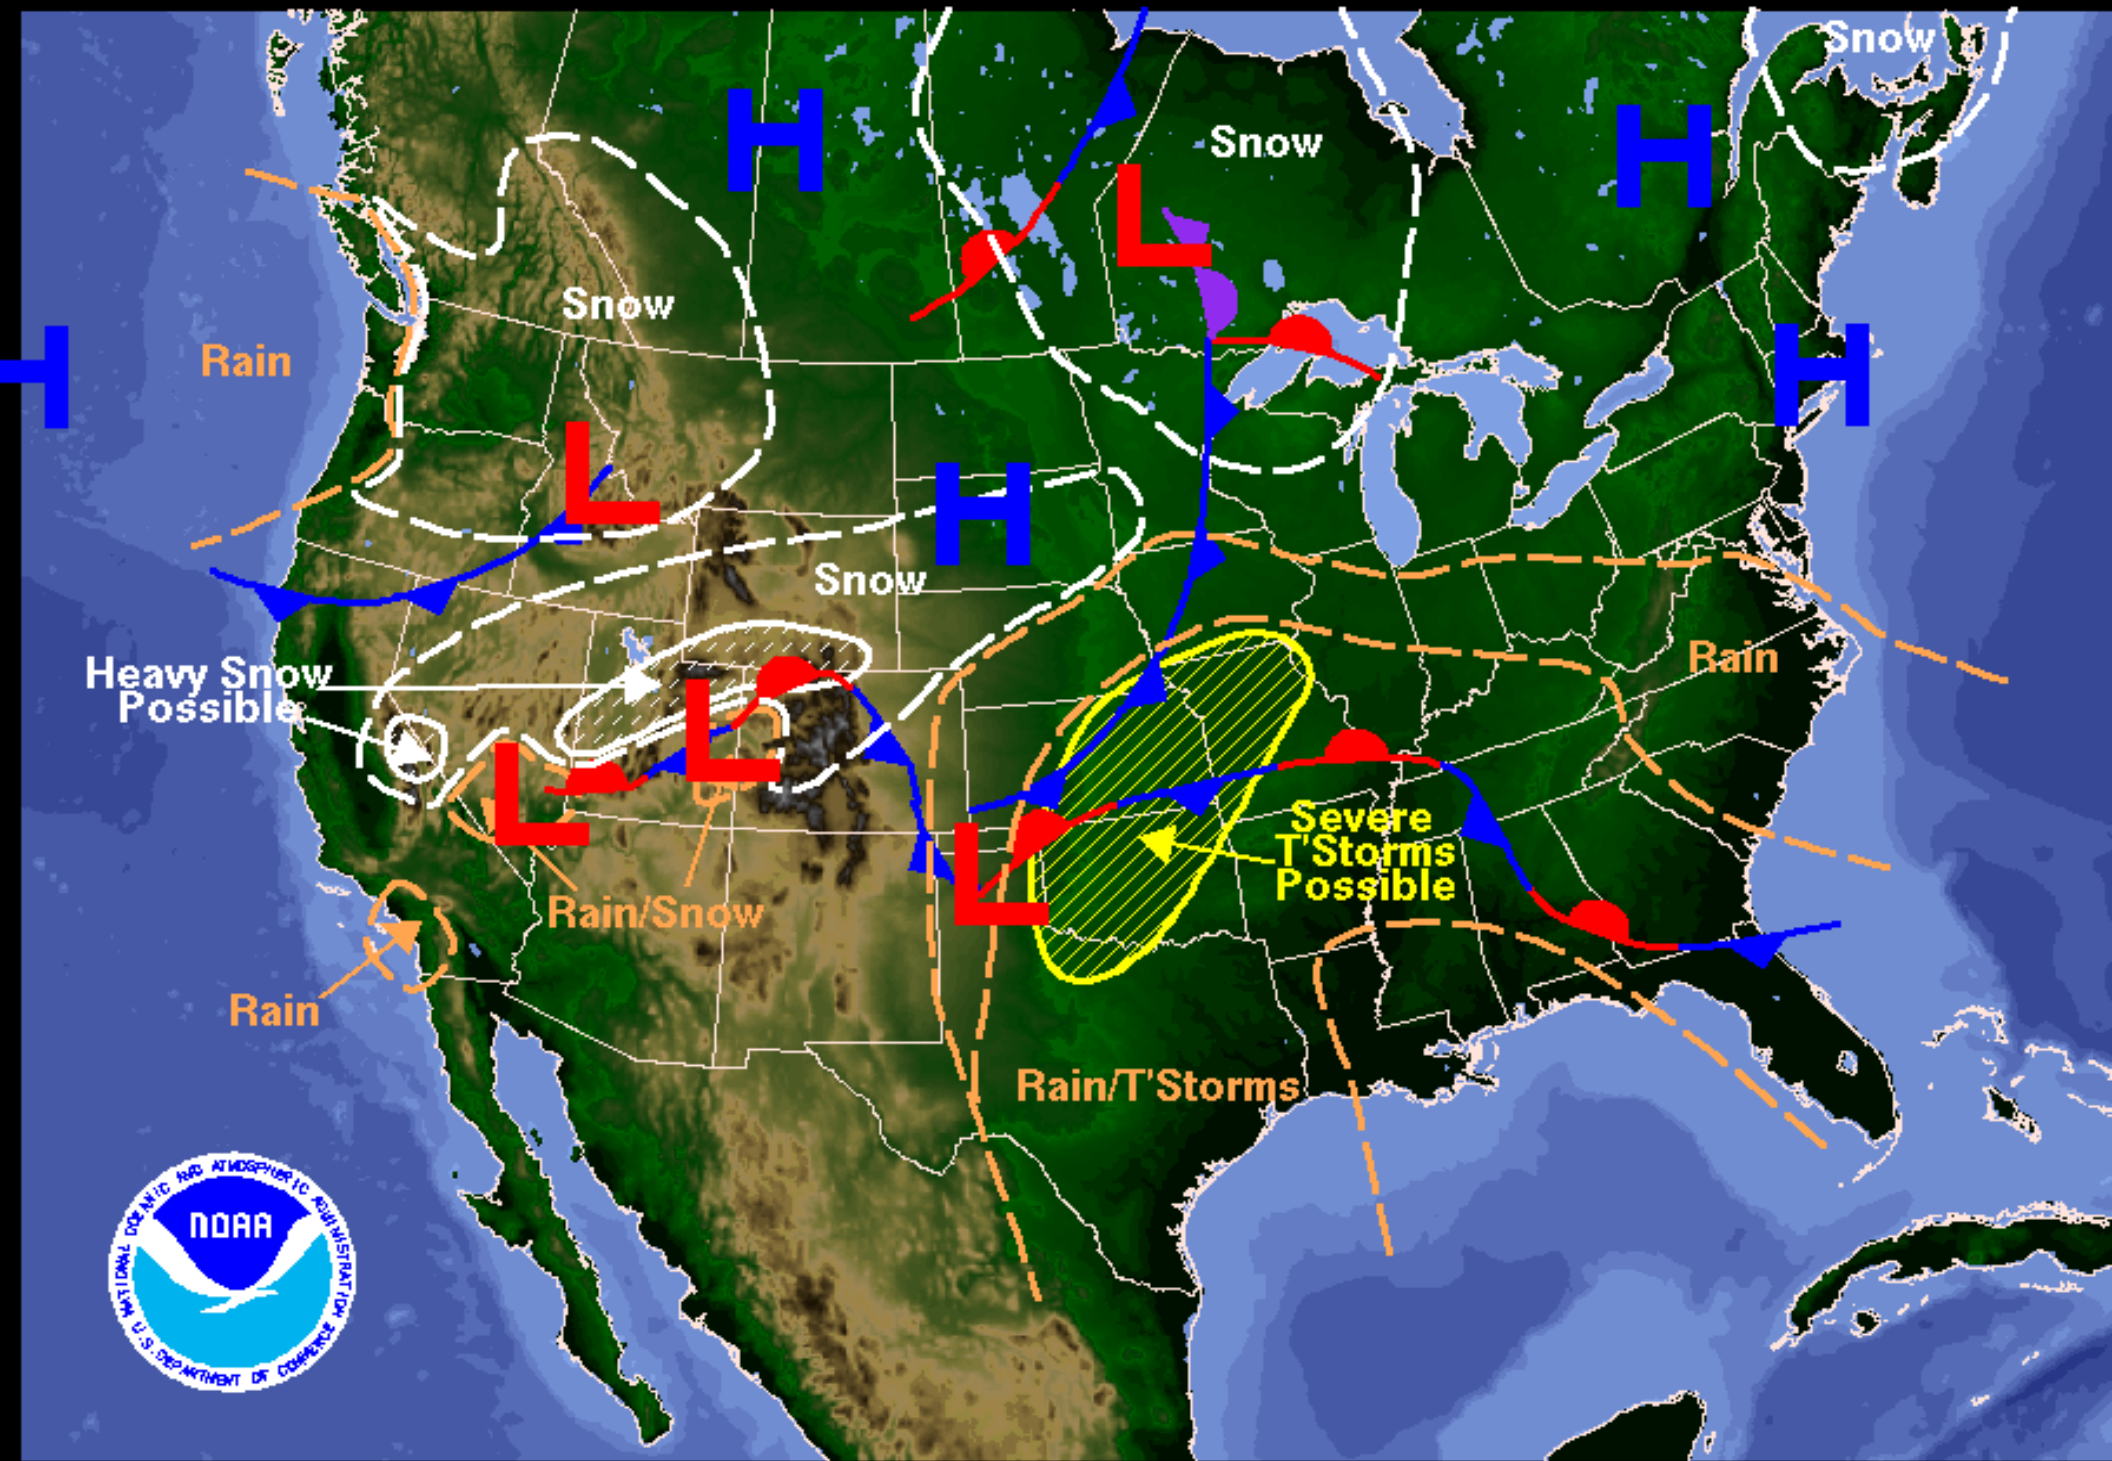 Snow
H
H
Snow
L
Snow
H
Rain
H
L
H
Snow
Heavy Snow
Possible
Rain
L
L
L
Severe
T'Storms
Possible
Rain/Snow
Rain
Rain/T'Storms
NATIONAL OCEANIC AND ATMOSPHERIC ADMINISTRATION
NOAA
U.S. DEPARTMENT OF COMMERCE